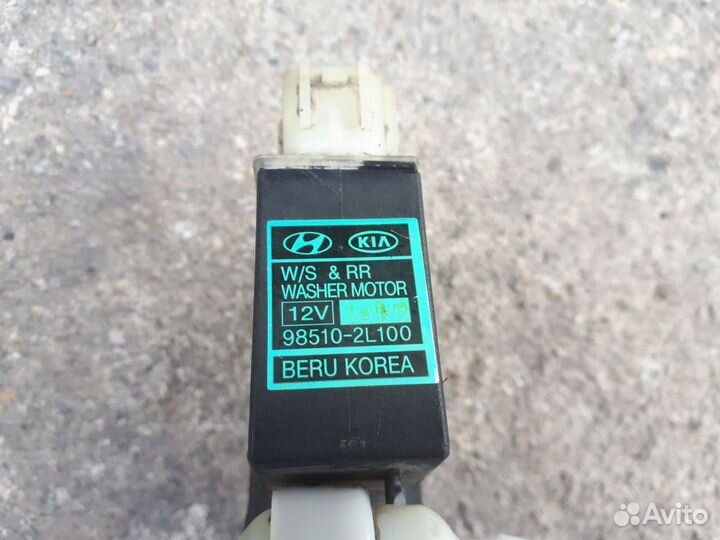 KIA
W/S & RR
WASHER MOTOR
12V
98510-2L100
BERU KOREA
Avito